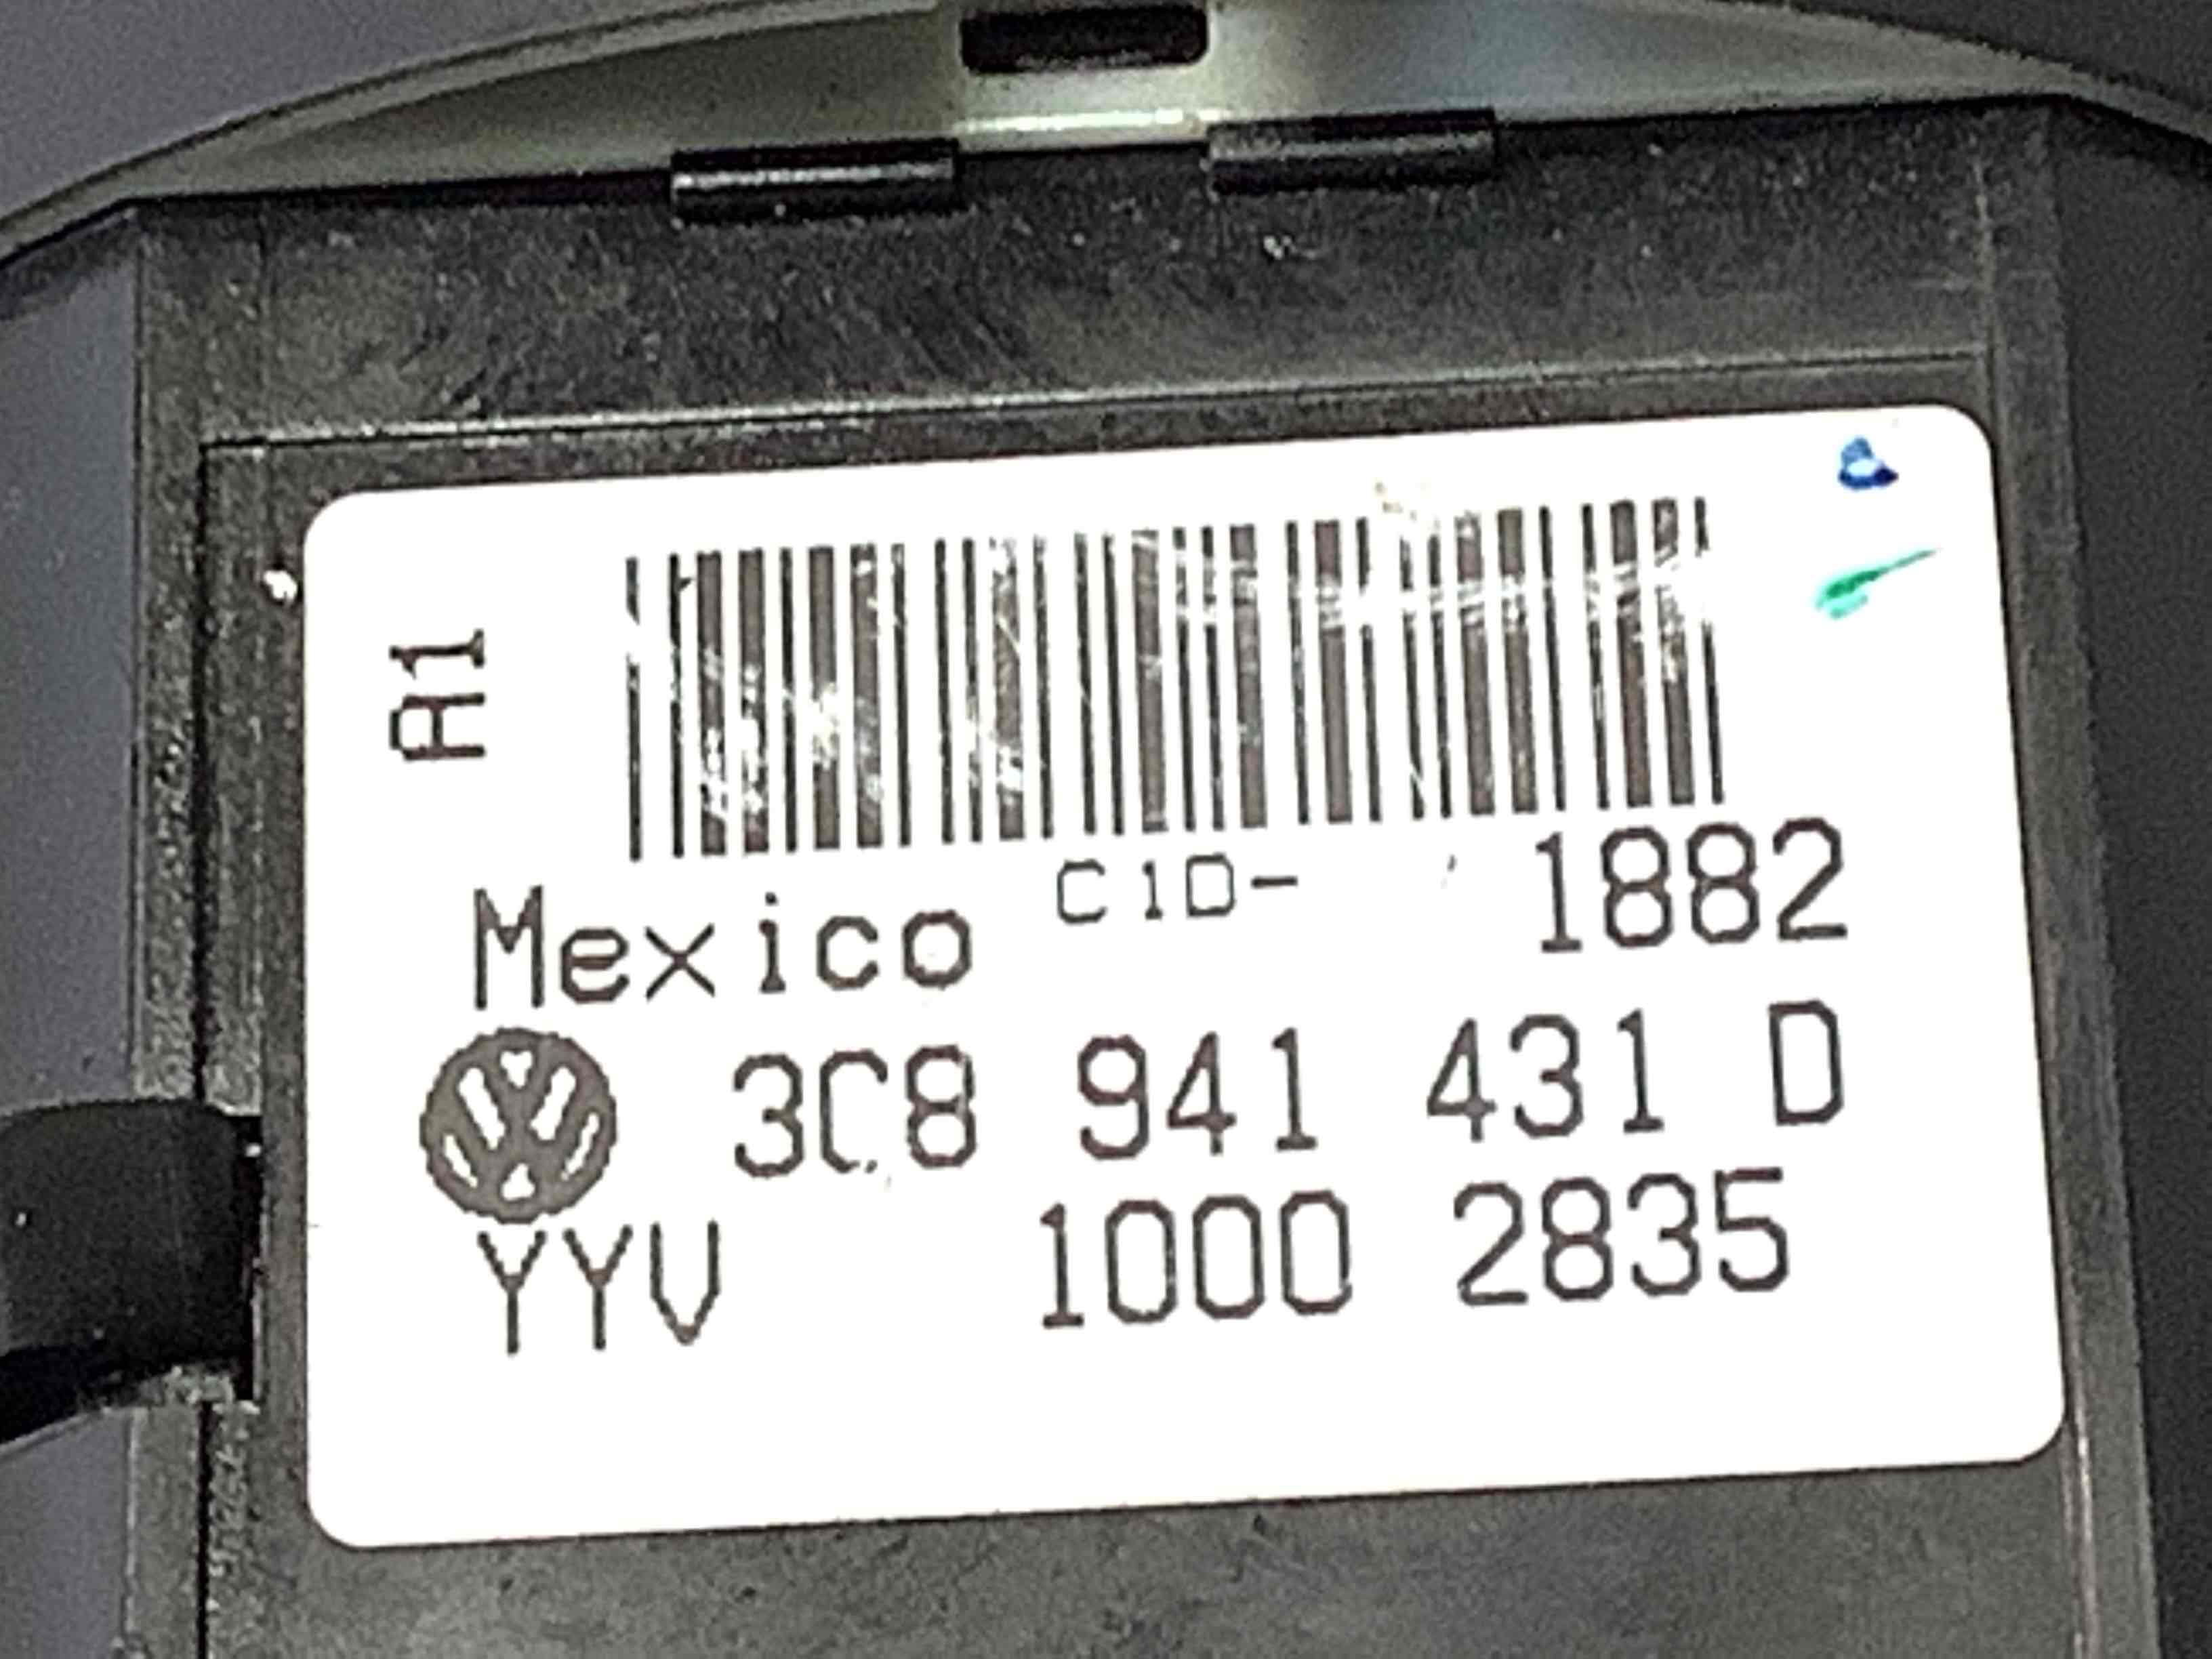 A1
Mexico C1D- 1882
3C8 941 431 D
YYV 1000 2835